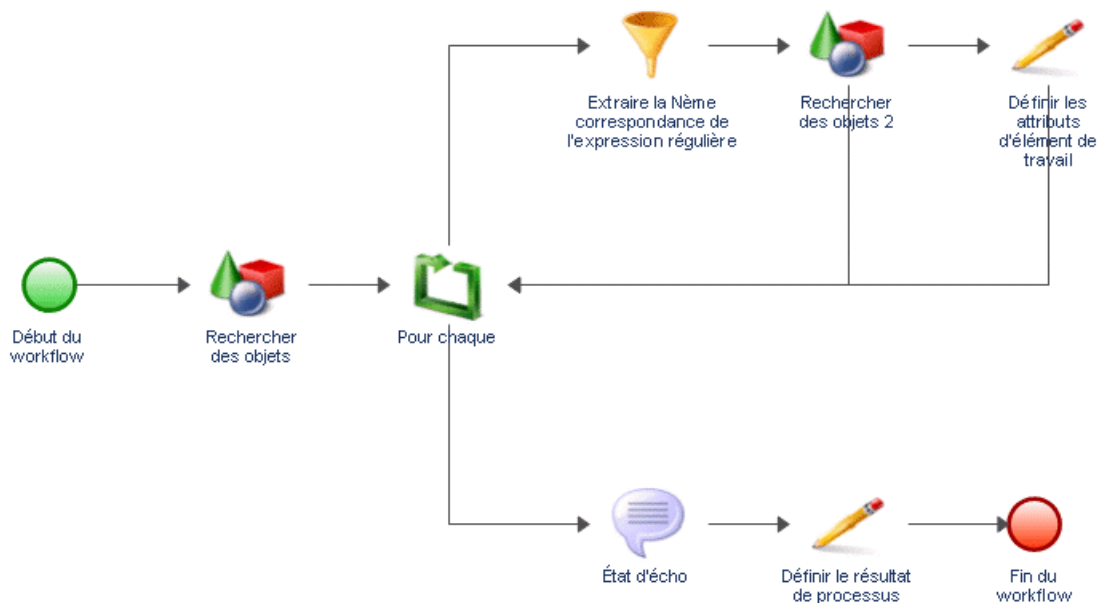 Extraire la Nème
correspondance de
l'expression régulière
Rechercher
des objets 2
Définir les
attributs
d'élément de
travail
Début du
workflow
Rechercher
des objets
Pour chaque
État d'écho
Définir le résultat
de processus
Fin du
workflow